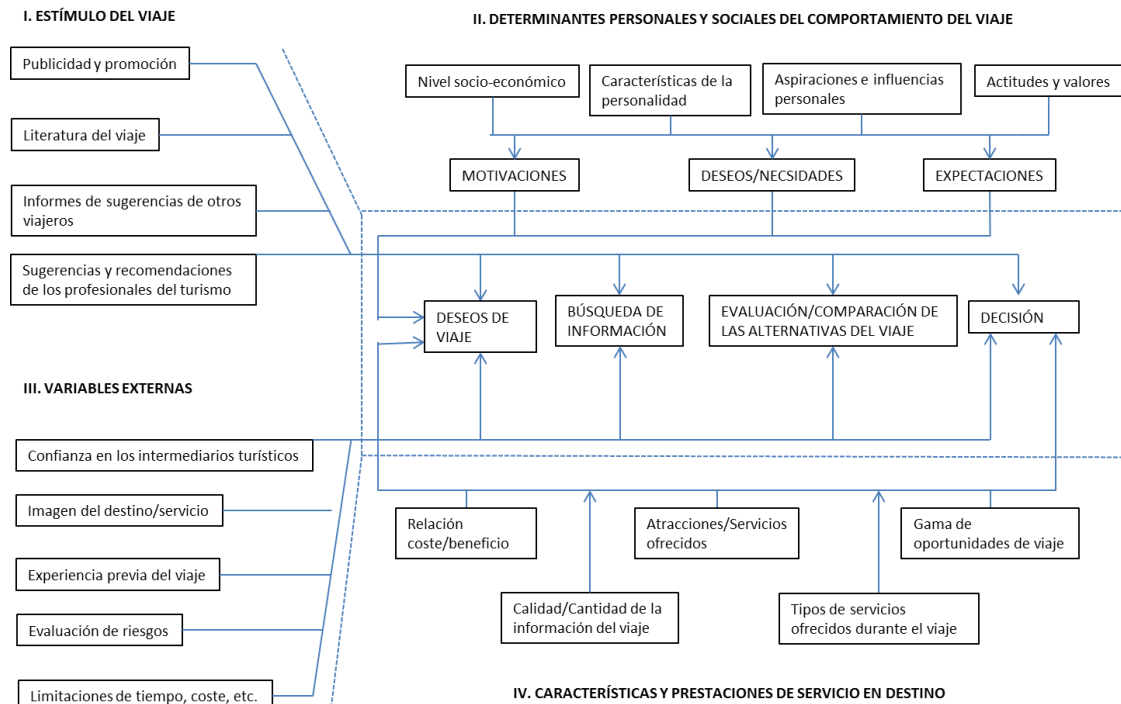 I. ESTÍMULO DEL VIAJE
Publicidad y promoción
Literatura del viaje
Informes de sugerencias de otros
viajeros
Sugerencias y recomendaciones
de los profesionales del turismo
II. DETERMINANTES PERSONALES Y SOCIALES DEL COMPORTAMIENTO DEL VIAJE
Nivel socio-económico
Características de la
personalidad
Aspiraciones e influencias
personales
Actitudes y valores
MOTIVACIONES
DESEOS/NECSIDADES
EXPECTACIONES
DESEOS DE
VIAJE
BÚSQUEDA DE
INFORMACIÓN
EVALUACIÓN/COMPARACIÓN DE
LAS ALTERNATIVAS DEL VIAJE
DECISIÓN
III. VARIABLES EXTERNAS
Confianza en los intermediarios turísticos
Imagen del destino/servicio
Experiencia previa del viaje
Evaluación de riesgos
Limitaciones de tiempo, coste, etc.
Relación
coste/beneficio
Atracciones/Servicios
ofrecidos
Gama de
oportunidades de viaje
Calidad/Cantidad de la
información del viaje
Tipos de servicios
ofrecidos durante el viaje
IV. CARACTERÍSTICAS Y PRESTACIONES DE SERVICIO EN DESTINO